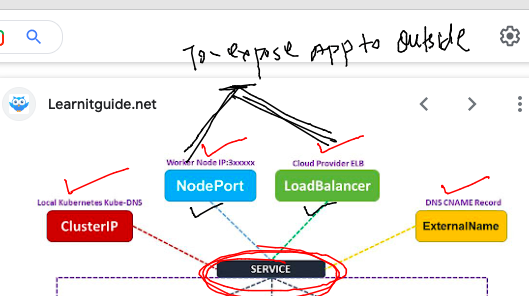 To-expose App to outside
Learnitguide.net
Worker Node IP:3xxxxx
Cloud Provider ELB
NodePort
LoadBalancer
Local Kubernetes Kube-DNS
DNS CNAME Record
ClusterIP
ExternalName
SERVICE